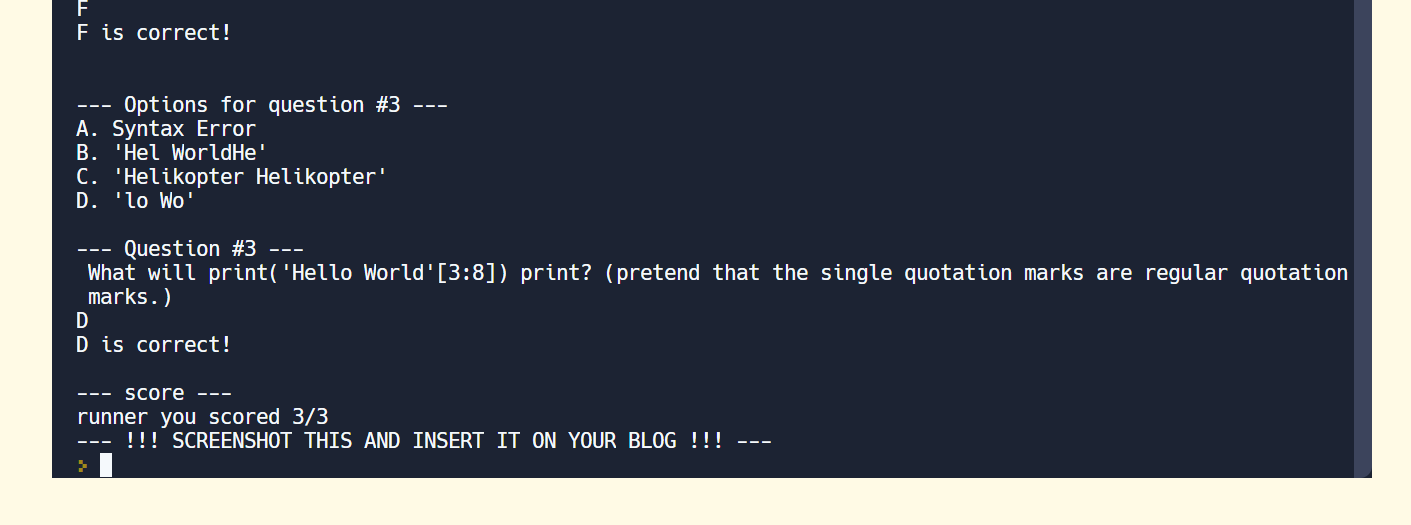 F
F is correct!
--- Options for question #3 ---
A. Syntax Error
B. 'Hel WorldHe'
C. 'Helikopter Helikopter'
D. 'lo Wo'
--- Question #3 ---
What will print('Hello World'[3:8]) print? (pretend that the single quotation marks are regular quotation
marks.)
D
D is correct!
--- score ---
runner you scored 3/3
--- !!! SCREENSHOT THIS AND INSERT IT ON YOUR BLOG !!! ---
>